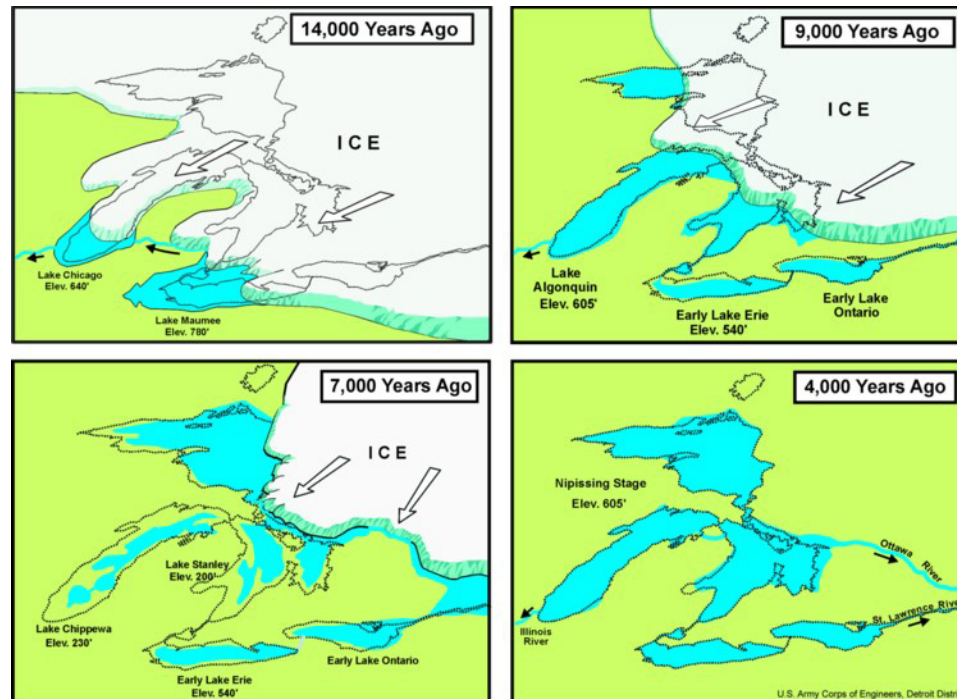 14,000 Years Ago
I C E
Lake Chicago
Elev. 640'
Lake Maumee
Elev. 780'
9,000 Years Ago
I C E
Lake
Algonquin
Elev. 605'
Early Lake Erie
Elev. 540'
Early Lake
Ontario
7,000 Years Ago
I C E
Lake Stanley
Elev. 200'
Lake Chippewa
Elev. 230'
Early Lake Ontario
Early Lake Erie
Elev. 540'
4,000 Years Ago
Nipissing Stage
Elev. 605'
Ottawa
River
Illinois
River
St. Lawrence River
U.S. Army Corps of Engineers, Detroit Distri